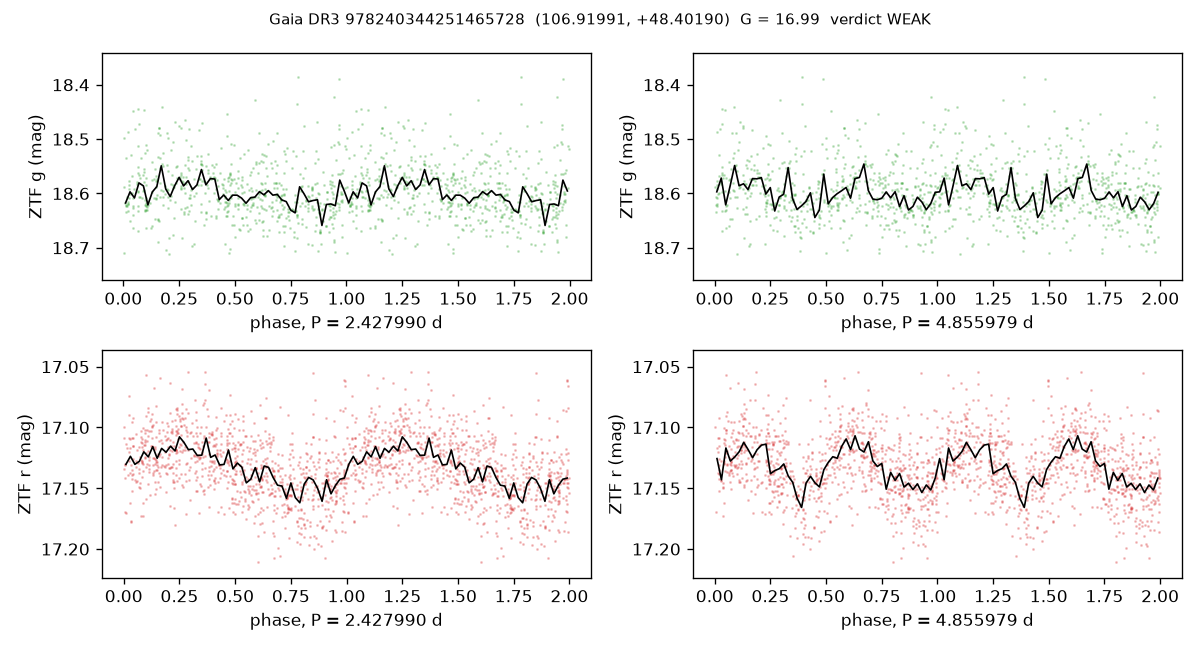 Gaia DR3 978240344251465728 (106.91991, +48.40190) G = 16.99 verdict WEAK
ZTF g (mag)
18.4
18.5
18.6
18.7
0.00 0.25 0.50 0.75 1.00 1.25 1.50 1.75 2.00
phase, P = 2.427990 d
ZTF g (mag)
18.4
18.5
18.6
18.7
0.00 0.25 0.50 0.75 1.00 1.25 1.50 1.75 2.00
phase, P = 4.855979 d
ZTF r (mag)
17.05
17.10
17.15
17.20
0.00 0.25 0.50 0.75 1.00 1.25 1.50 1.75 2.00
phase, P = 2.427990 d
ZTF r (mag)
17.05
17.10
17.15
17.20
0.00 0.25 0.50 0.75 1.00 1.25 1.50 1.75 2.00
phase, P = 4.855979 d